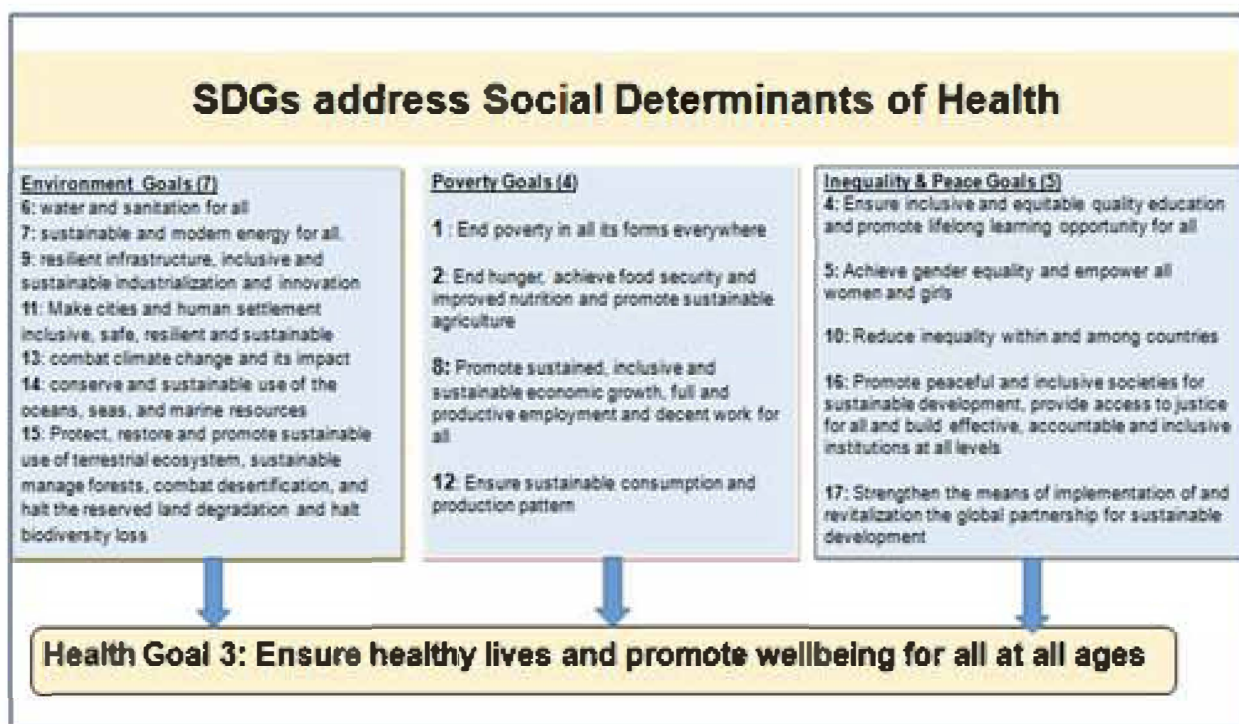 SDGs address Social Determinants of Health
Environment Goals (7)
6: water and sanitation for all
7: sustainable and modern energy for all.
9: resilient infrastructure, inclusive and
sustainable industrialization and innovation
11: Make cities and human settlement
inclusive, safe, resilient and sustainable
13: combat climate change and its impact
14: conserve and sustainable use of the
oceans, seas, and marine resources
15: Protect, restore and promote sustainable
use of terrestrial ecosystem, sustainable
manage forests, combat desertification, and
halt the reserved land degradation and halt
biodiversity loss
Poverty Goals (4)
1 : End poverty in all its forms everywhere
2: End hunger, achieve food security and
improved nutrition and promote sustainable
agriculture
8: Promote sustained, inclusive and
sustainable economic growth, full and
productive employment and decent work for
all
12: Ensure sustainable consumption and
production pattern
Inequality & Peace Goals (5)
4: Ensure inclusive and equitable quality education
and promote lifelong learning opportunity for all
5: Achieve gender equality and empower all
women and girls
10: Reduce inequality within and among countries
16: Promote peaceful and inclusive societies for
sustainable development, provide access to justice
for all and build effective, accountable and inclusive
institutions at all levels
17: Strengthen the means of implementation of and
revitalization the global partnership for sustainable
development
Health Goal 3: Ensure healthy lives and promote wellbeing for all at all ages